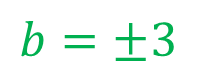 b = ±3